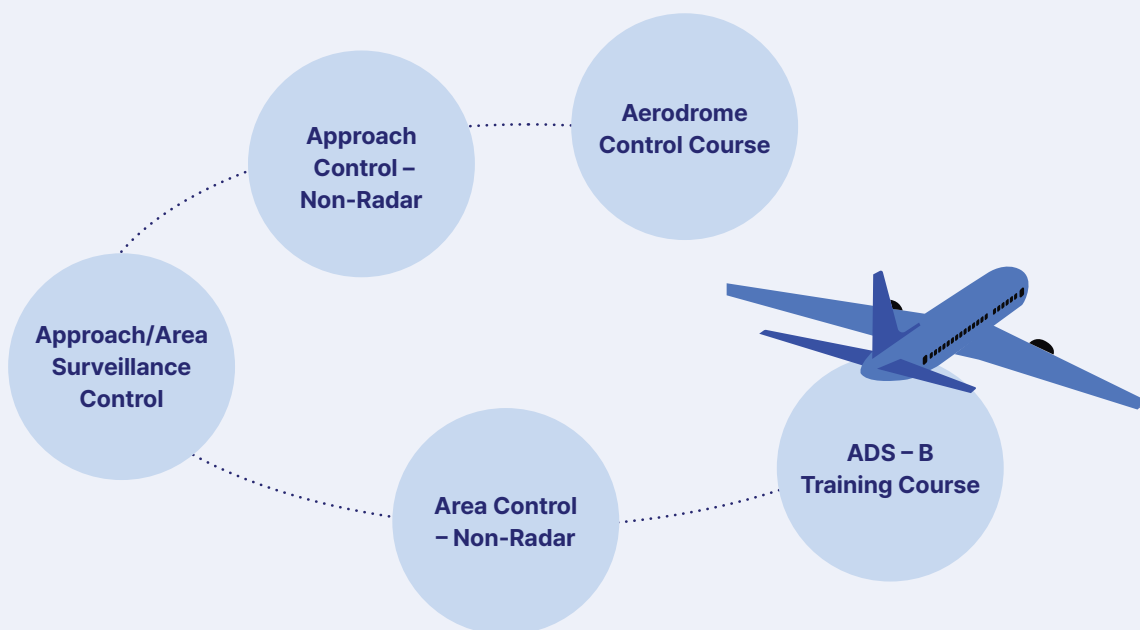 Aerodrome
Control Course
Approach
Control –
Non-Radar
Approach/Area
Surveillance
Control
Area Control
– Non-Radar
ADS – B
Training Course